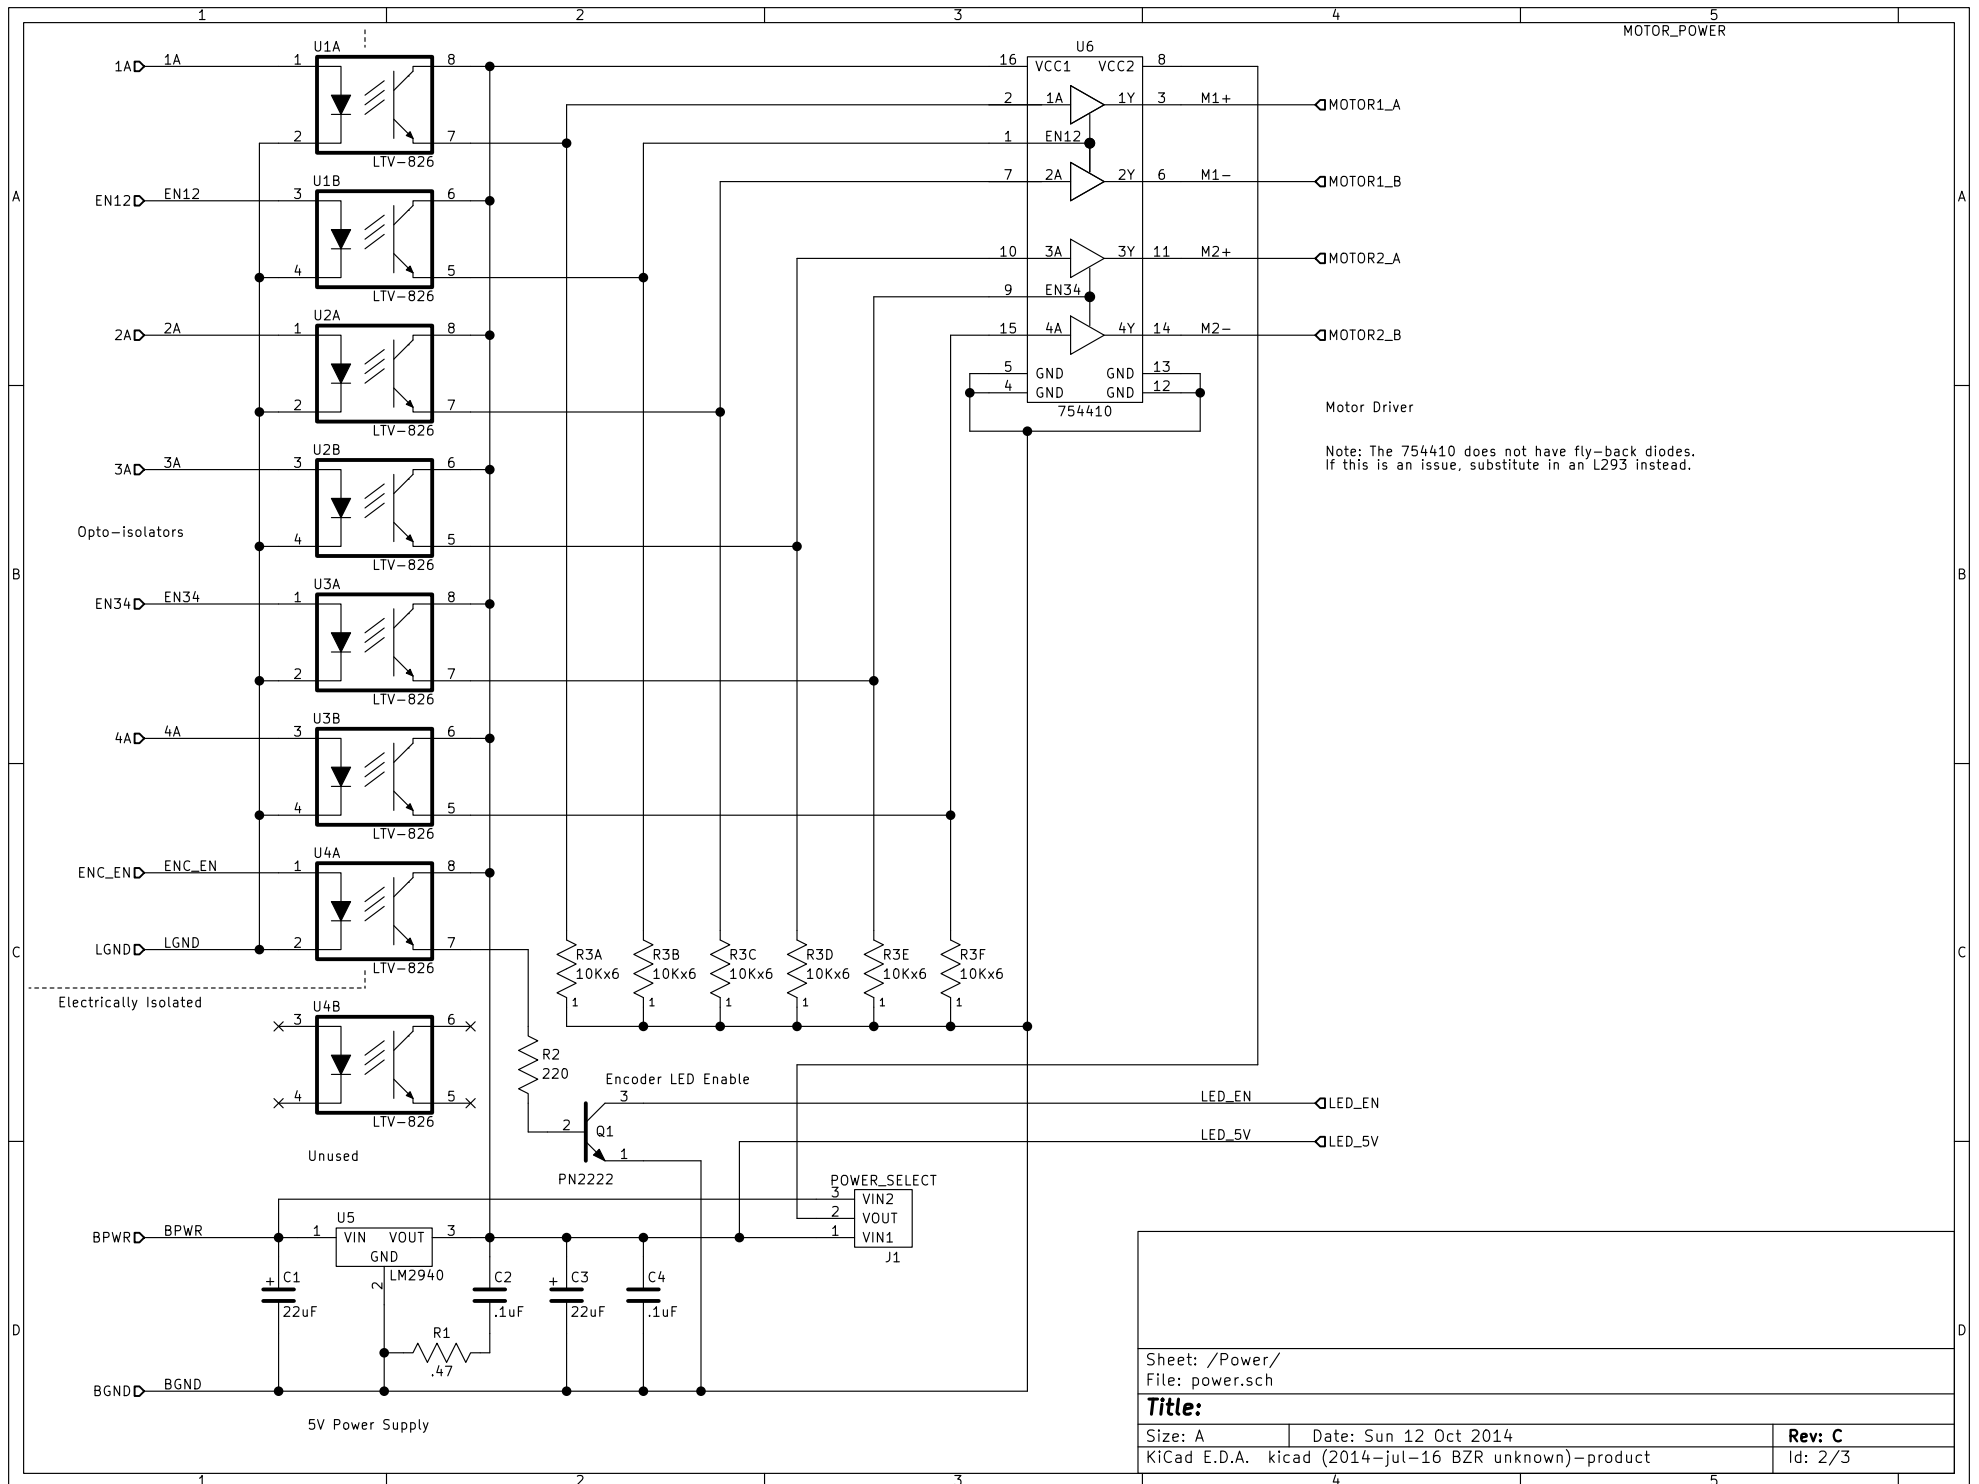 1 2 3 4 5
MOTOR_POWER
A A
B B
C C
D D
1A 1A 1 U1A 8
2 7
LTV-826
EN12 EN12 3 U1B 6
4 5
LTV-826
2A 2A 1 U2A 8
2 7
LTV-826
3A 3A 3 U2B 6
4 5
LTV-826
Opto-isolators
EN34 EN34 1 U3A 8
2 7
LTV-826
4A 4A 3 U3B 6
4 5
LTV-826
ENC_EN ENC_EN 1 U4A 8
LGND LGND 2 7
LTV-826
Electrically Isolated
U4B
3 6
4 5
LTV-826
Unused
U6
16 VCC1 VCC2 8
2 1A 1Y 3 M1+ MOTOR1_A
1 EN12
7 2A 2Y 6 M1- MOTOR1_B
10 3A 3Y 11 M2+ MOTOR2_A
9 EN34
15 4A 4Y 14 M2- MOTOR2_B
5 GND GND 13
4 GND GND 12
754410
Motor Driver
Note: The 754410 does not have fly-back diodes.
If this is an issue, substitute in an L293 instead.
R3A R3B R3C R3D R3E R3F
10Kx6 10Kx6 10Kx6 10Kx6 10Kx6 10Kx6
1 1 1 1 1 1
R2
220
Encoder LED Enable
3 LED_EN LED_EN
2 Q1
1
PN2222
LED_5V LED_5V
POWER_SELECT
3 VIN2
2 VOUT
1 VIN1
J1
BPWR BPWR 1 U5 3
VIN VOUT
GND
LM2940
2
+ C1
22uF
C2
.1uF
+ C3
22uF
C4
.1uF
R1
.47
BGND BGND
5V Power Supply
Sheet: /Power/
File: power.sch
Title:
Size: A Date: Sun 12 Oct 2014 Rev: C
KiCad E.D.A. kicad (2014-jul-16 BZR unknown)-product Id: 2/3
1 2 3 4 5